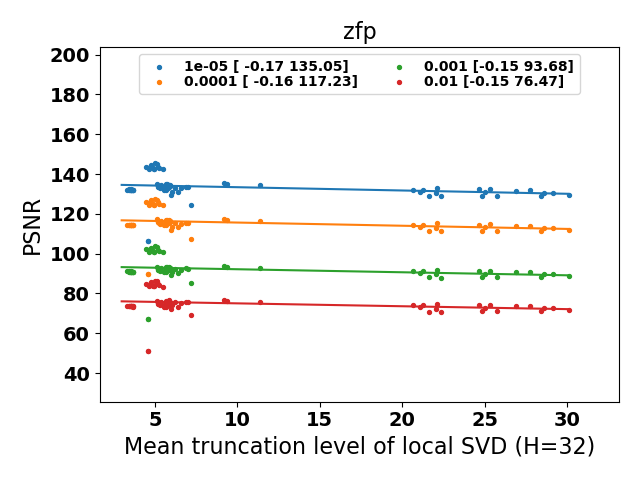 zfp
1e-05 [ -0.17 135.05]
0.0001 [ -0.16 117.23]
0.001 [-0.15 93.68]
0.01 [-0.15 76.47]
200
180
160
140
120
100
80
60
40
PSNR
5 10 15 20 25 30
Mean truncation level of local SVD (H=32)